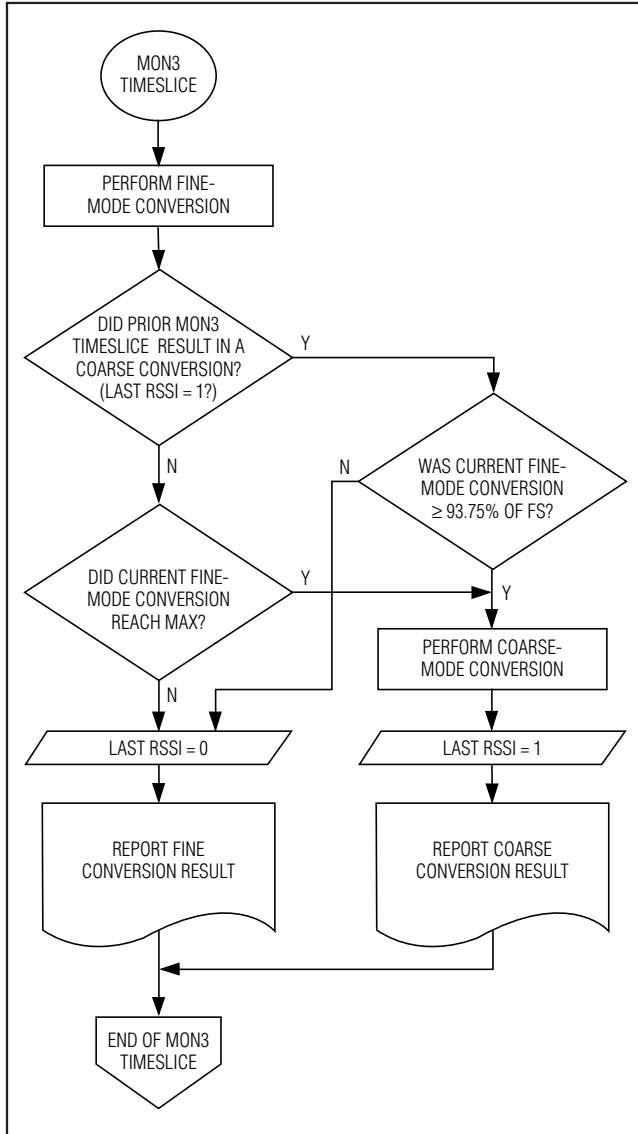 MON3
TIMESLICE
PERFORM FINE-
MODE CONVERSION
DID PRIOR MON3
TIMESLICE RESULT IN A
COARSE CONVERSION?
(LAST RSSI = 1?)
Y
N
N
WAS CURRENT FINE-
MODE CONVERSION
≥ 93.75% OF FS?
DID CURRENT FINE-
MODE CONVERSION
REACH MAX?
Y
Y
PERFORM COARSE-
MODE CONVERSION
N
LAST RSSI = 0
LAST RSSI = 1
REPORT FINE
CONVERSION RESULT
REPORT COARSE
CONVERSION RESULT
END OF MON3
TIMESLICE